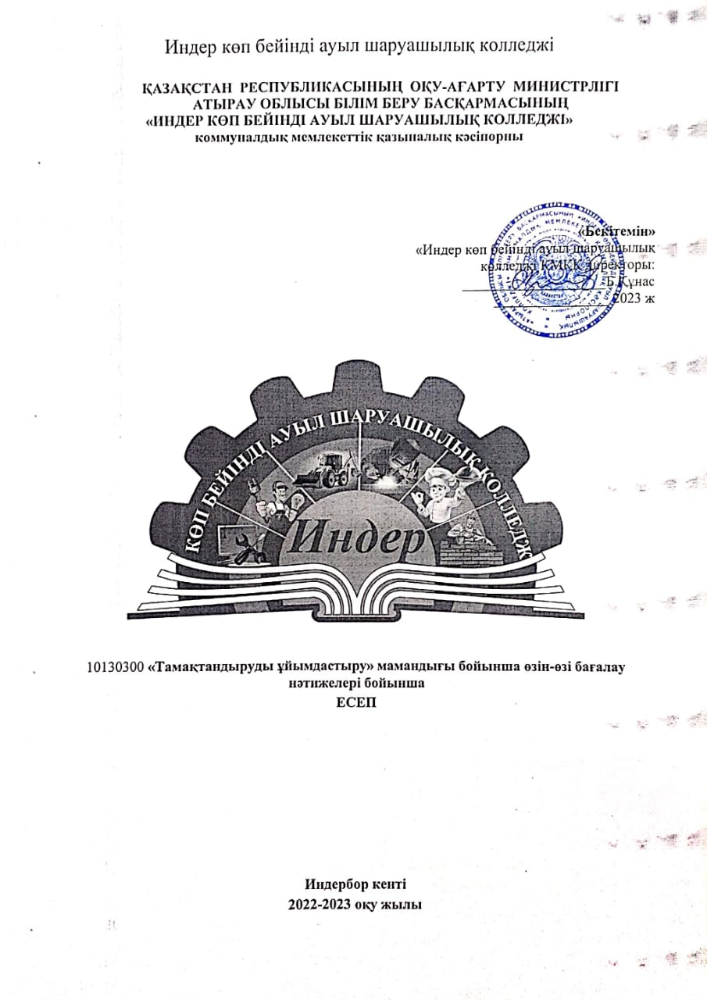 Индер көп бейінді ауыл шаруашылық колледжі
ҚАЗАҚСТАН РЕСПУБЛИКАСЫНЫҢ ОҚУ-АҒАРТУ МИНИСТРЛІГІ
АТЫРАУ ОБЛЫСЫ БІЛІМ БЕРУ БАСҚАРМАСЫНЫҢ
«ИНДЕР КӨП БЕЙІНДІ АУЫЛ ШАРУАШЫЛЫҚ КОЛЛЕДЖІ»
коммуналдық мемлекеттік қазыналық кәсіпорны
«Бекітемін»
«Индер көп бейінді ауыл шаруашылық
колледжі КМҚК директоры:
Б.Құнас
2023 ж
КӨП БЕЙІНДІ АУЫЛ ШАРУАШЫЛЫҚ КОЛЛЕДЖ
Индер
10130300 «Тамақтандыруды ұйымдастыру» мамандығы бойынша өзін-өзі бағалау
нәтижелері бойынша
ЕСЕП
Индербор кенті
2022-2023 оқу жылы